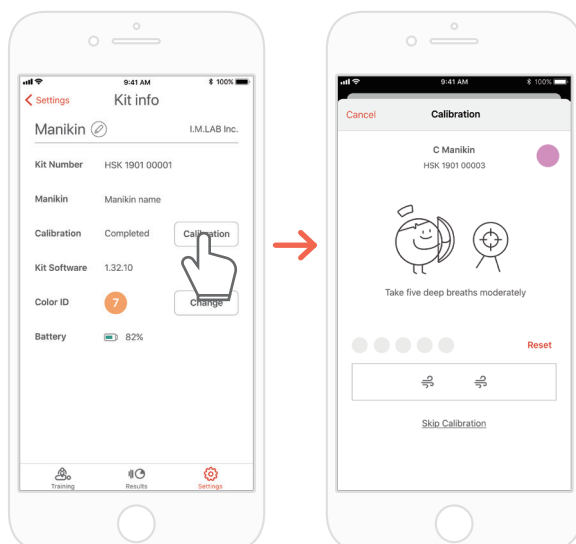 9:41 AM 100%
Settings Kit info
Manikin I.M.LAB Inc.
Kit Number HSK 1901 00001
Manikin Manikin name
Calibration Completed Calibration
Kit Software 1.32.10
Color ID 7 Change
Battery 82%
Training Results Settings
9:41 AM 100%
Cancel Calibration
C Manikin
HSK 1901 00003
Take five deep breaths moderately
Reset
Skip Calibration